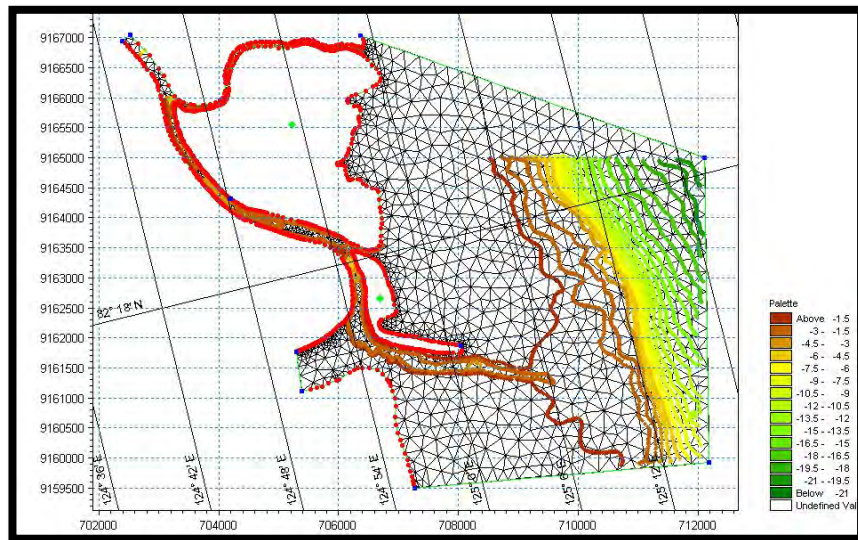 9167000
9166500
9166000
9165500
9165000
9164500
9164000
9163500
9163000
9162500
9162000
9161500
9161000
9160500
9160000
9159500
82° 18' N
124° 36' E
124° 42' E
124° 48' E
124° 54' E
125° 0' E
125° 6' E
125° 12' E
702000
704000
706000
708000
710000
712000
Palette
Above -1.5
-3 - -1.5
-4.5 - -3
-6 - -4.5
-7.5 - -6
-9 - -7.5
-10.5 - -9
-12 - -10.5
-13.5 - -12
-15 - -13.5
-16.5 - -15
-18 - -16.5
-19.5 - -18
-21 - -19.5
Below -21
Undefined Val